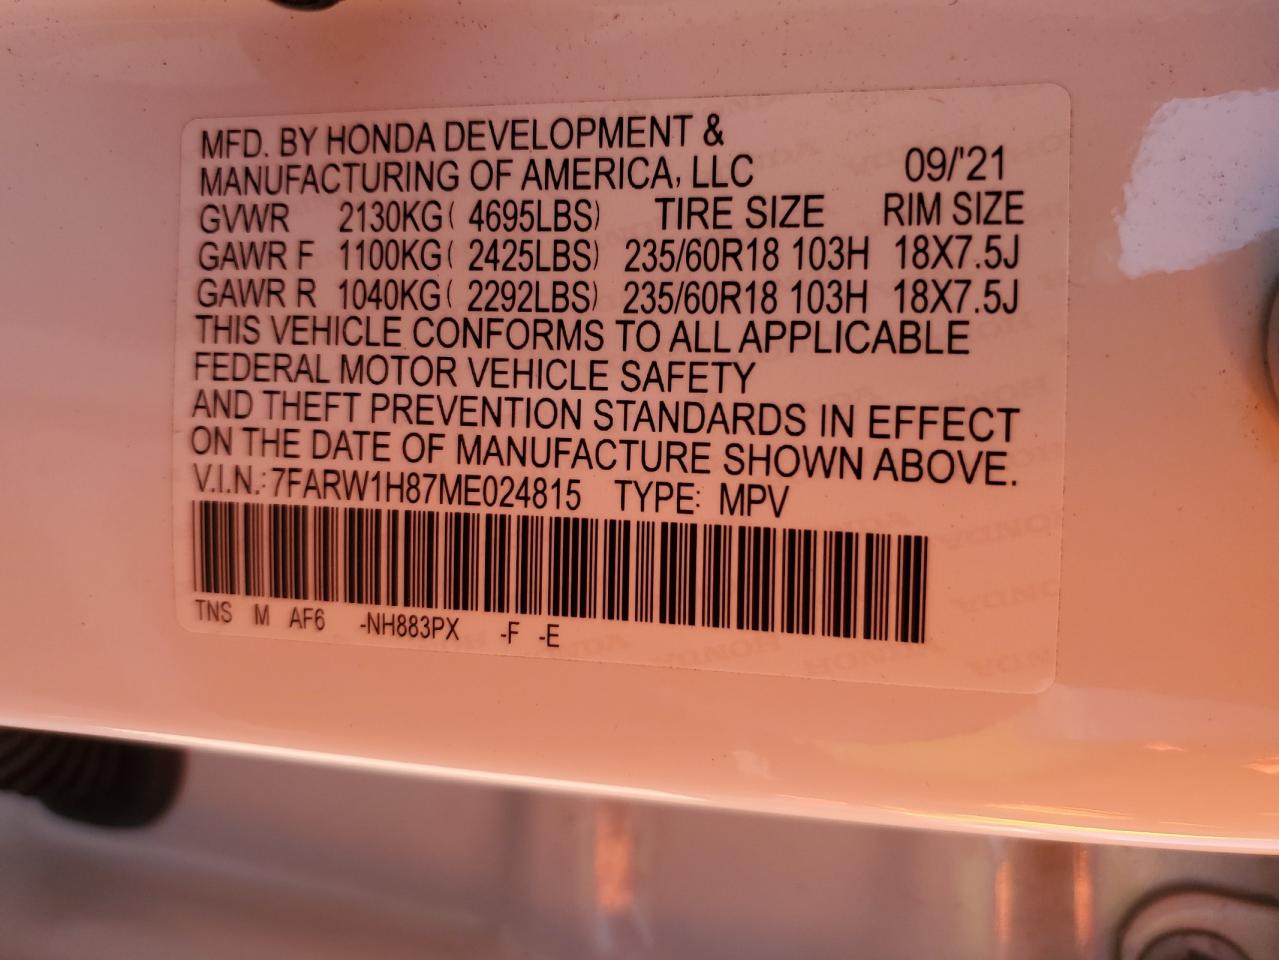 MFD. BY HONDA DEVELOPMENT &
MANUFACTURING OF AMERICA, LLC 09/'21
GVWR 2130KG( 4695LBS) TIRE SIZE RIM SIZE
GAWR F 1100KG( 2425LBS) 235/60R18 103H 18X7.5J
GAWR R 1040KG( 2292LBS) 235/60R18 103H 18X7.5J
THIS VEHICLE CONFORMS TO ALL APPLICABLE
FEDERAL MOTOR VEHICLE SAFETY
AND THEFT PREVENTION STANDARDS IN EFFECT
ON THE DATE OF MANUFACTURE SHOWN ABOVE.
V.I.N.: 7FARW1H87ME024815 TYPE: MPV
TNS M AF6 -NH883PX -F -E